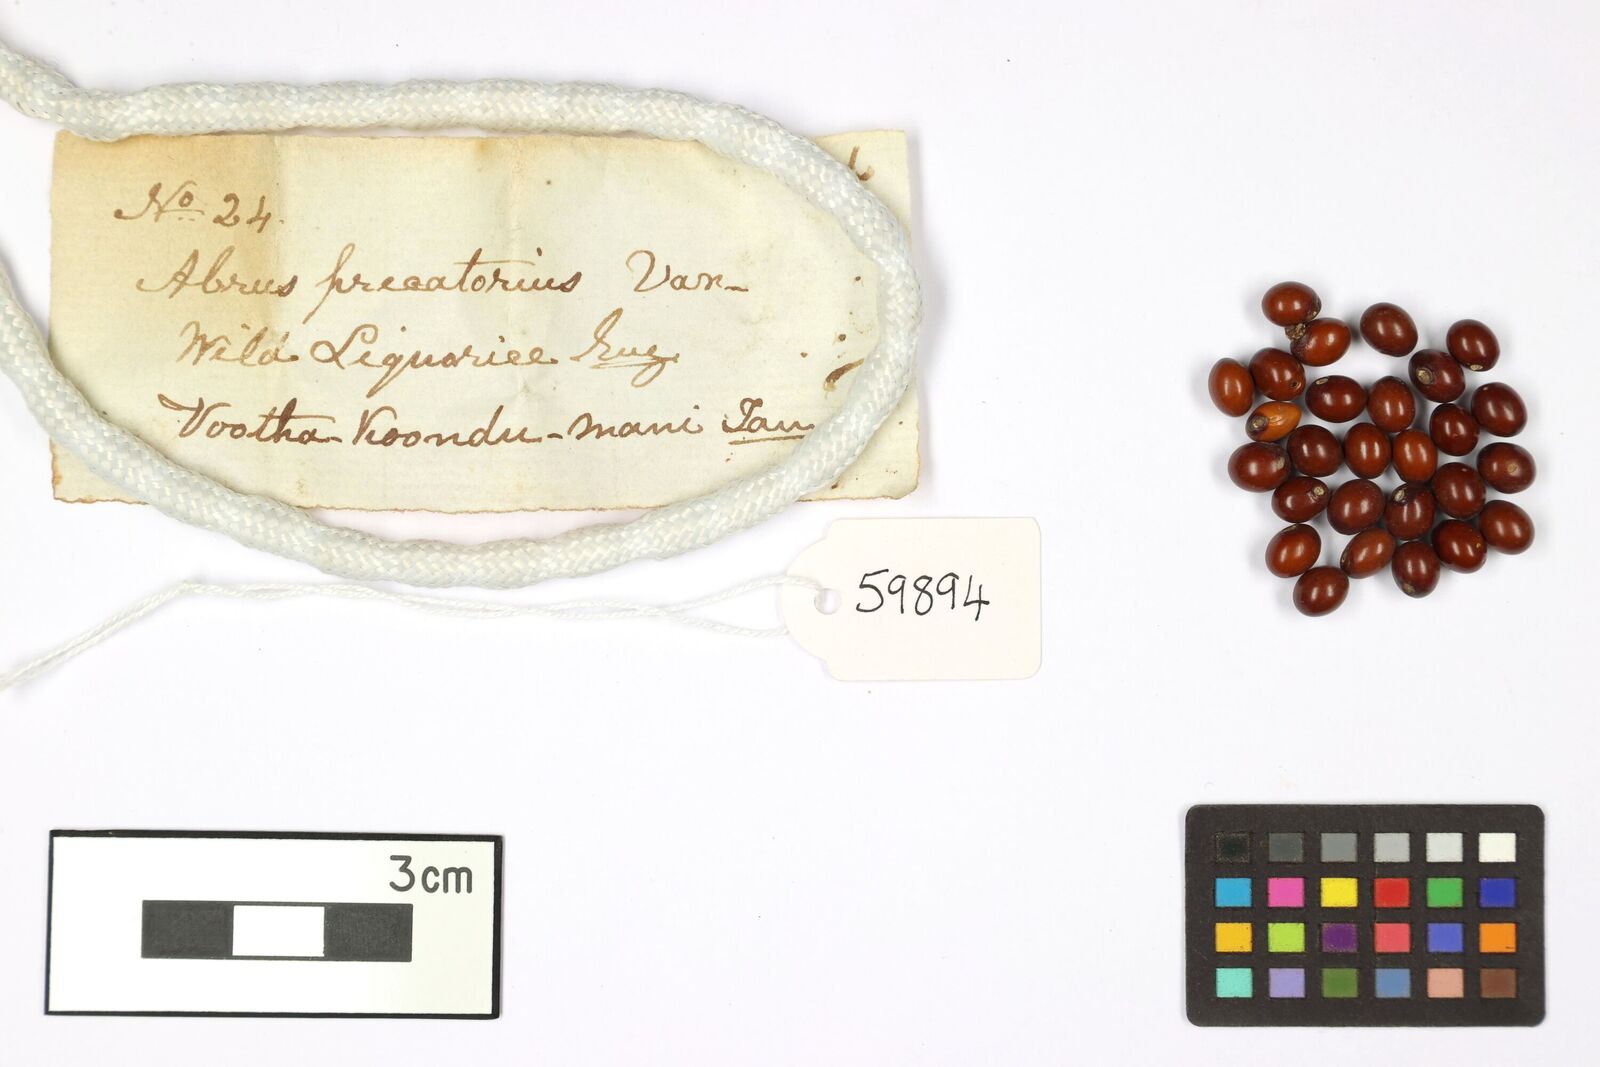 No 24.
Abrus precatorius Var-
Wild Liquorice Eng
Vootha-Koondu-mani Tam
59894
3cm